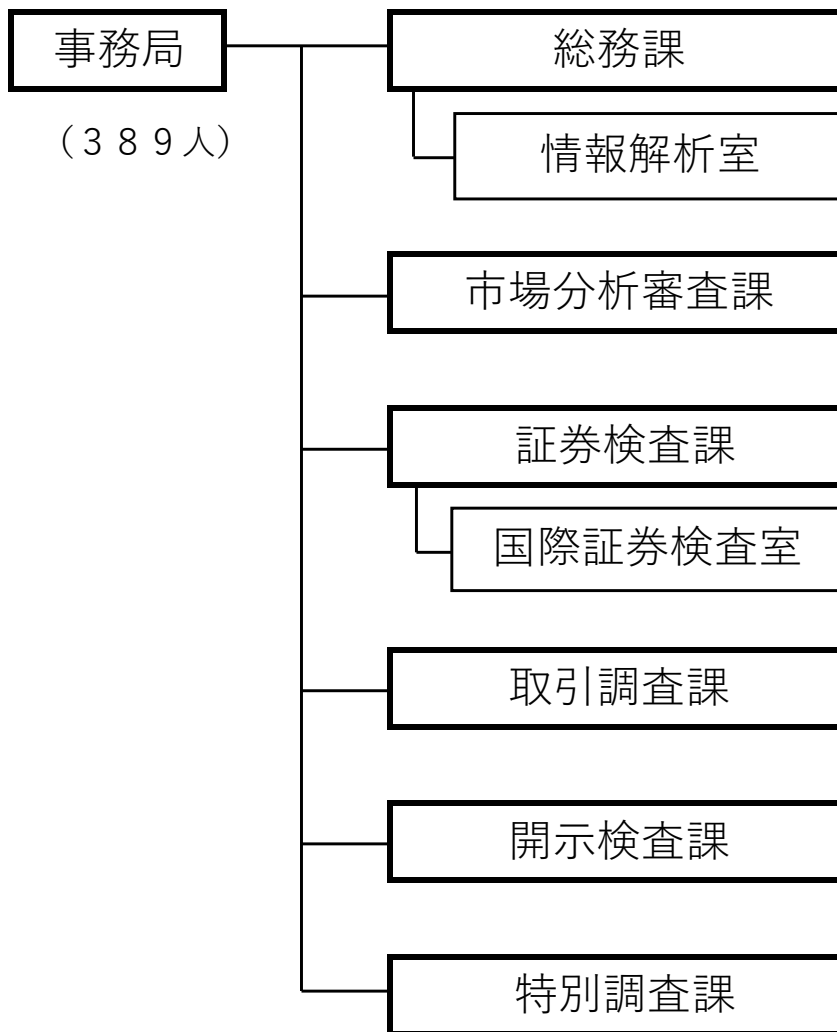 事務局
(３８９人)
総務課
情報解析室
市場分析審査課
証券検査課
国際証券検査室
取引調査課
開示検査課
特別調査課